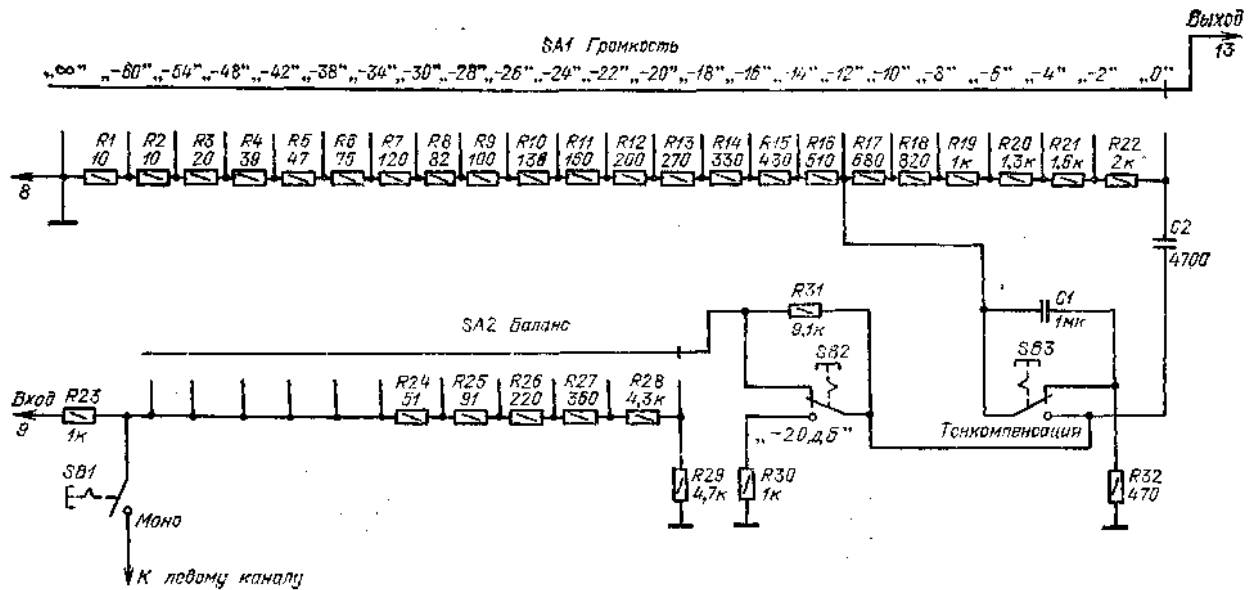 Выход
13
SA1 Громкость
„∞" „-60" „-54" „-48" „-42" „-38" „-34" „-30" „-28" „-26" „-24" „-22" „-20" „-18" „-16" „-14" „-12" „-10" „-8" „-6" „-4" „-2" „0"
R1 R2 R3 R4 R5 R6 R7 R8 R9 R10 R11 R12 R13 R14 R15 R16 R17 R18 R19 R20 R21 R22
10 10 20 39 47 75 120 82 100 130 160 200 270 330 430 510 680 820 1к 1,3к 1,6к 2к
8
C2
4700
R31
9,1к
C1
1мк
SA2 Баланс
SB2
SB3
Вход
9
R23
1к
R24 R25 R26 R27 R28
51 91 220 360 4,3к
„-20дБ"
Тонкомпенсация
SB1
Моно
R29
4,7к
R30
1к
R32
470
К левому каналу